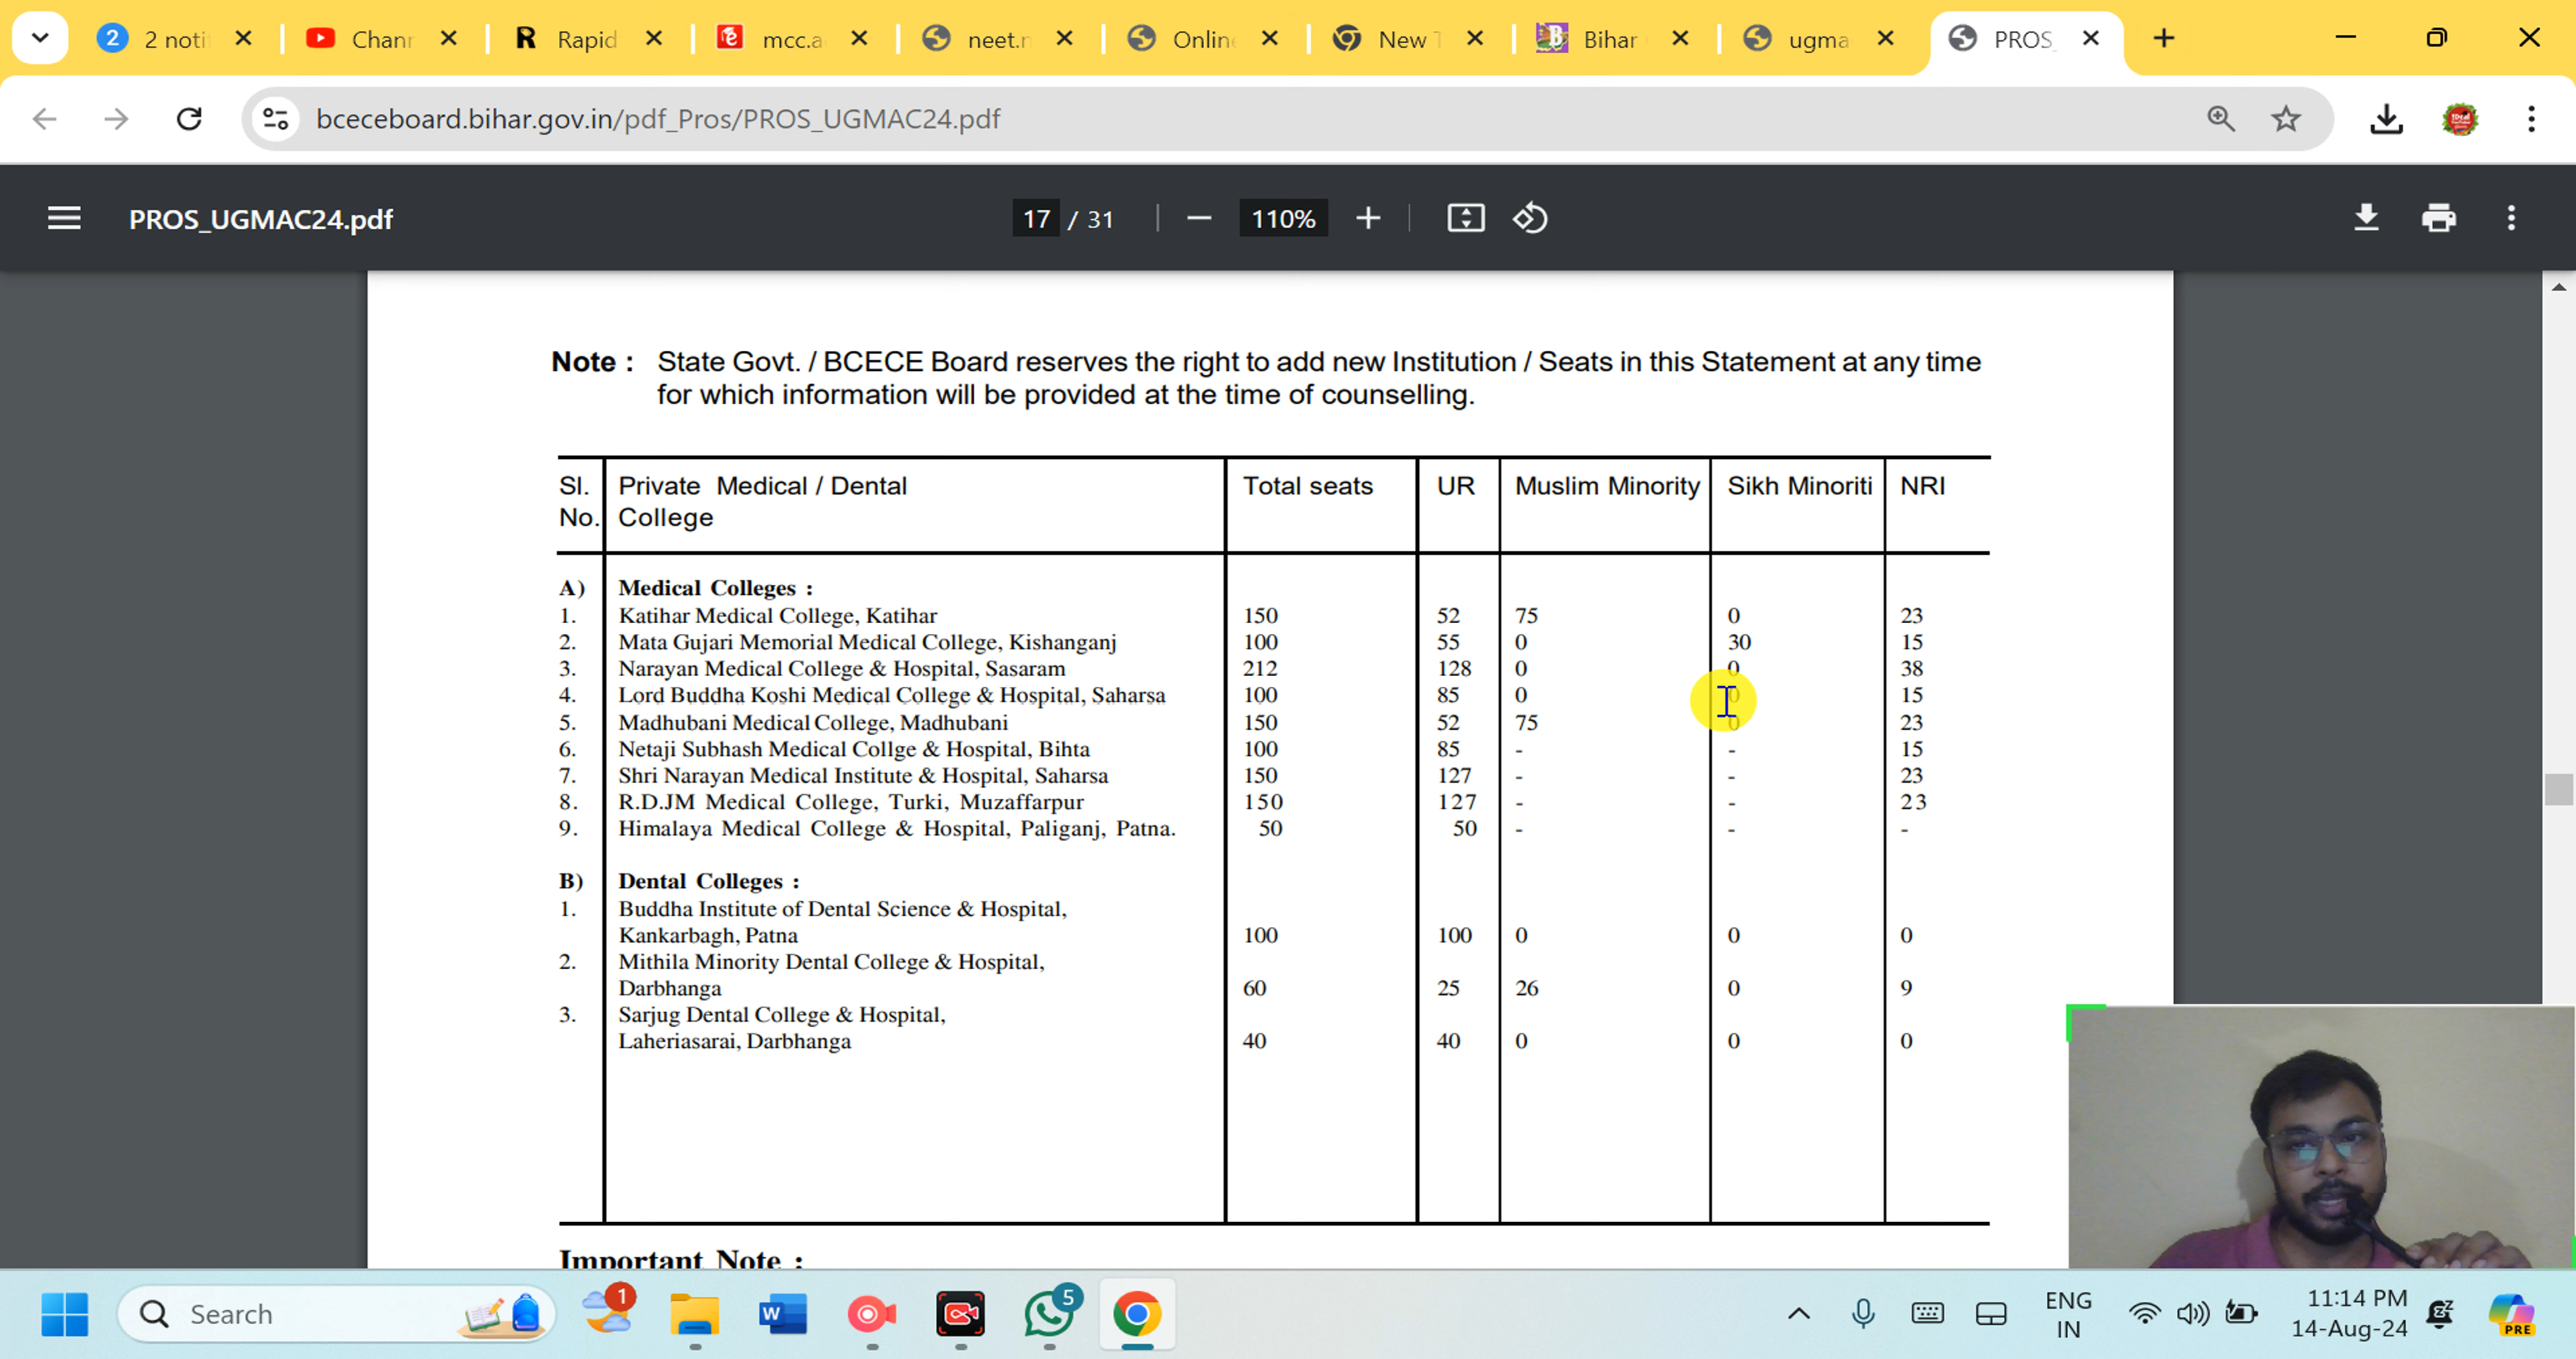 2 2 noti Chanr Rapid mcc.a neet.r Online New T Bihar ugma PROS_
bceceboard.bihar.gov.in/pdf_Pros/PROS_UGMAC24.pdf
PROS_UGMAC24.pdf 17 / 31 110%
Note : State Govt. / BCECE Board reserves the right to add new Institution / Seats in this Statement at any time
for which information will be provided at the time of counselling.
Sl. Private Medical / Dental Total seats UR Muslim Minority Sikh Minoriti NRI
No. College
A) Medical Colleges :
1. Katihar Medical College, Katihar 150 52 75 0 23
2. Mata Gujari Memorial Medical College, Kishanganj 100 55 0 30 15
3. Narayan Medical College & Hospital, Sasaram 212 128 0 0 38
4. Lord Buddha Koshi Medical College & Hospital, Saharsa 100 85 0 0 15
5. Madhubani Medical College, Madhubani 150 52 75 0 23
6. Netaji Subhash Medical Collge & Hospital, Bihta 100 85 - - 15
7. Shri Narayan Medical Institute & Hospital, Saharsa 150 127 - - 23
8. R.D.JM Medical College, Turki, Muzaffarpur 150 127 - - 23
9. Himalaya Medical College & Hospital, Paliganj, Patna. 50 50 - - -
B) Dental Colleges :
1. Buddha Institute of Dental Science & Hospital,
Kankarbagh, Patna 100 100 0 0 0
2. Mithila Minority Dental College & Hospital,
Darbhanga 60 25 26 0 9
3. Sarjug Dental College & Hospital,
Laheriasarai, Darbhanga 40 40 0 0 0
Important Note :
Search 1 W 5 ENG 11:14 PM
IN 14-Aug-24 PRE